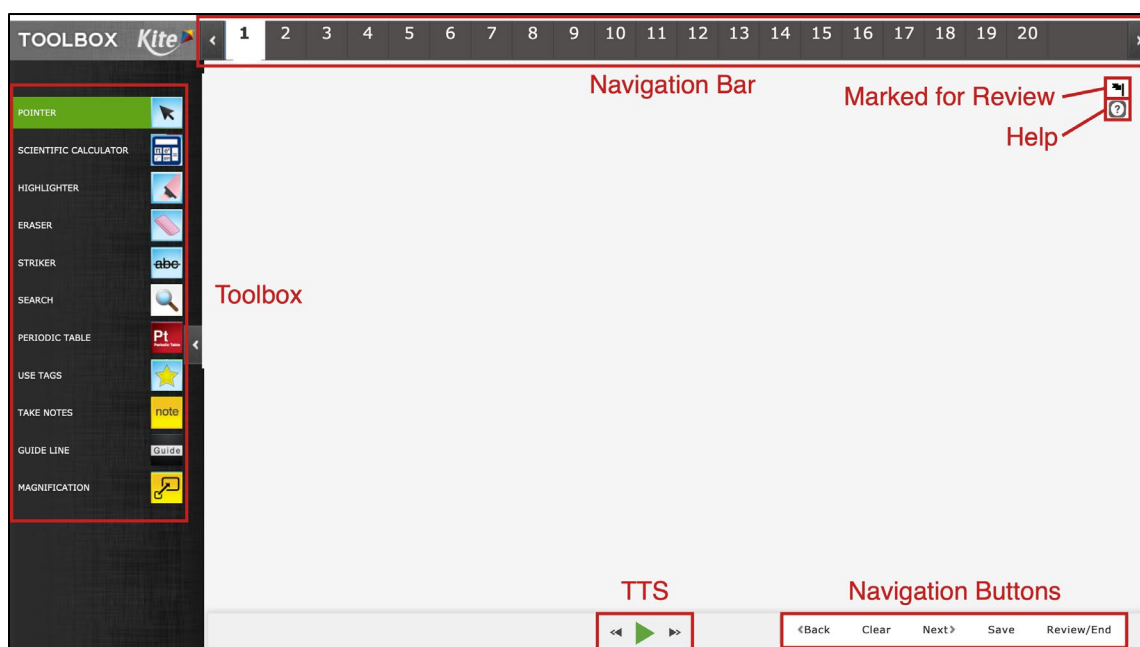 TOOLBOX Kite
1 2 3 4 5 6 7 8 9 10 11 12 13 14 15 16 17 18 19 20
Navigation Bar
Marked for Review
Help
POINTER
SCIENTIFIC CALCULATOR
HIGHLIGHTER
ERASER
STRIKER abc
SEARCH
Toolbox
PERIODIC TABLE Pt
Periodic Table
USE TAGS
TAKE NOTES note
GUIDE LINE Guide
MAGNIFICATION
TTS
Navigation Buttons
Back Clear Next Save Review/End